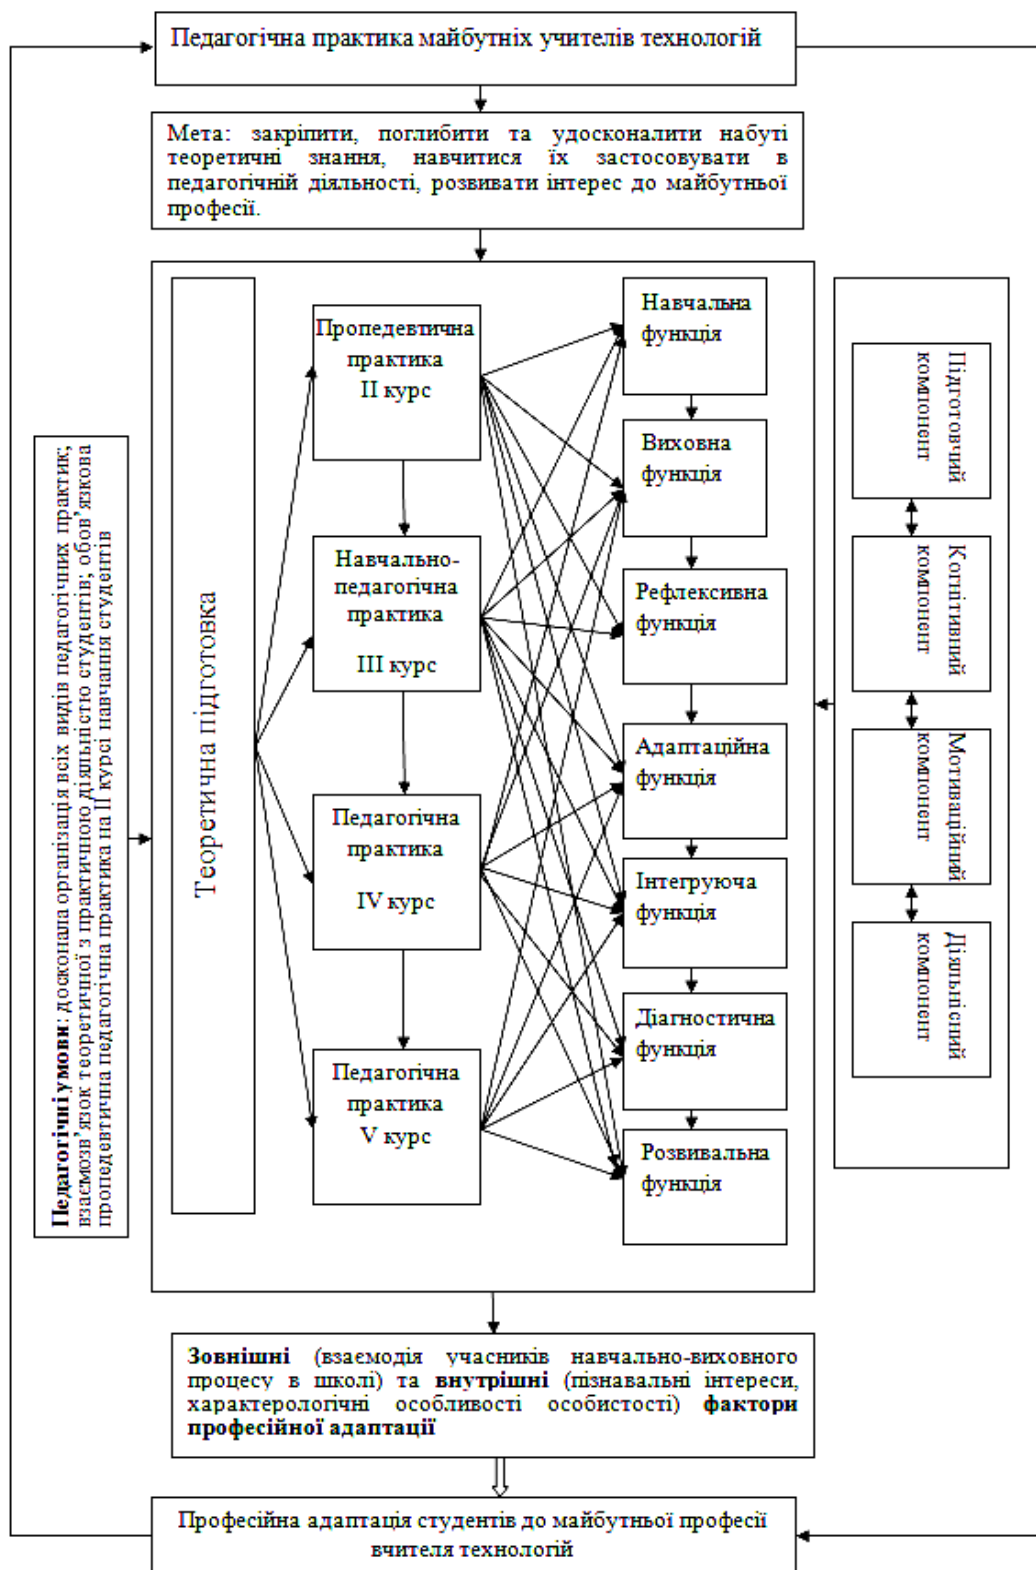 Педагогічна практика майбутніх учителів технологій
Мета: закріпити, поглибити та удосконалити набуті
теоретичні знання, навчитися їх застосовувати в
педагогічній діяльності, розвивати інтерес до майбутньої
професії.
Педагогічні умови: досконала організація всіх видів педагогічних практик;
взаємозв’язок теоретичної з практичною діяльністю студентів; обов’язкова
пропедевтична педагогічна практика на ІІ курсі навчання студентів
Теоретична підготовка
Пропедевтична
практика
ІІ курс
Навчально-
педагогічна
практика
ІІІ курс
Педагогічна
практика
IV курс
Педагогічна
практика
V курс
Навчальна
функція
Виховна
функція
Рефлексивна
функція
Адаптаційна
функція
Інтегруюча
функція
Діагностична
функція
Розвивальна
функція
Підготовчий
компонент
Когнітивний
компонент
Мотиваційний
компонент
Діяльнісний
компонент
Зовнішні (взаємодія учасників навчально-виховного
процесу в школі) та внутрішні (пізнавальні інтереси,
характерологічні особливості особистості) фактори
професійної адаптації
Професійна адаптація студентів до майбутньої професії
вчителя технологій